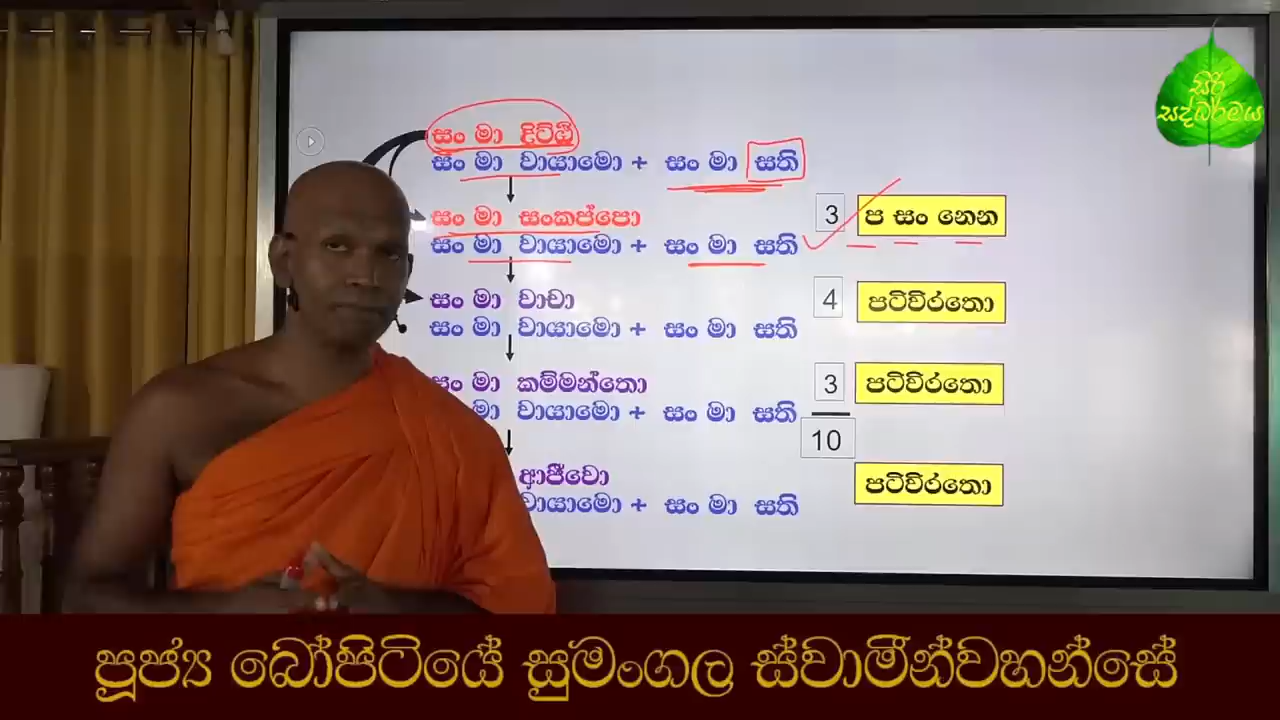 සිරි
සද්ධර්මය
සං මා දිට්ඨි
සං මා වායාමො + සං මා සති
සං මා සංකප්පො
3 ප සං නෙන
සං මා වායාමො + සං මා සති
සං මා වාචා
4 පටිවිරතො
සං මා වායාමො + සං මා සති
සං මා කම්මන්තො
3 පටිවිරතො
මා වායාමො + සං මා සති
10
ආජීවො
පටිවිරතො
වායාමො + සං මා සති
පූජ්‍ය බෝපිටියේ සුමංගල ස්වාමීන්වහන්සේ